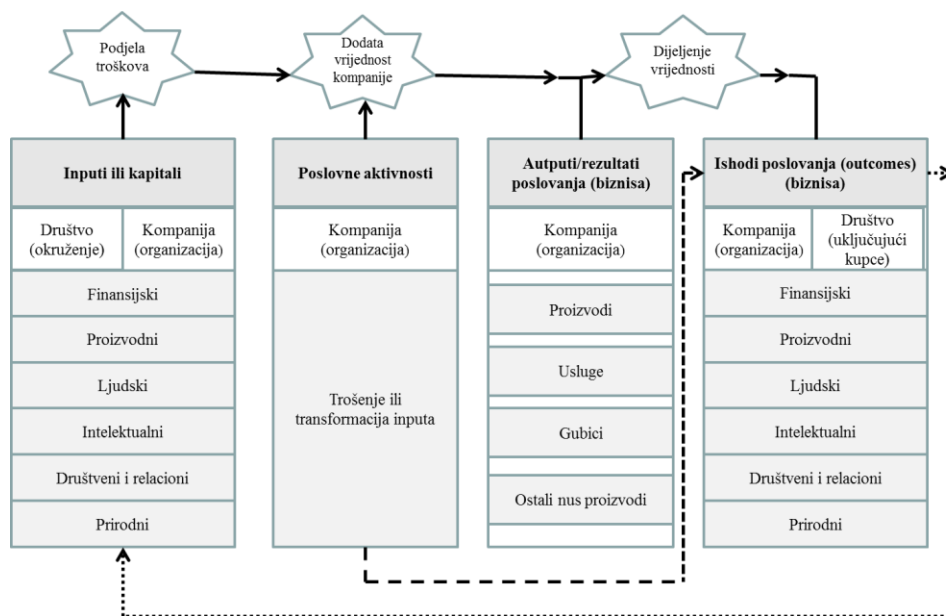 Podjela
troškova
Dodata
vrijednost
kompanije
Dijeljenje
vrijednosti
Inputi ili kapitali
Društvo
(okruženje)
Kompanija
(organizacija)
Finansijski
Proizvodni
Ljudski
Intelektualni
Društveni i relacioni
Prirodni
Poslovne aktivnosti
Kompanija
(organizacija)
Trošenje ili
transformacija inputa
Autputi/rezultati
poslovanja (biznisa)
Kompanija
(organizacija)
Proizvodi
Usluge
Gubici
Ostali nus proizvodi
Ishodi poslovanja (outcomes)
(biznisa)
Kompanija
(organizacija)
Društvo
(uključujući
kupce)
Finansijski
Proizvodni
Ljudski
Intelektualni
Društveni i relacioni
Prirodni